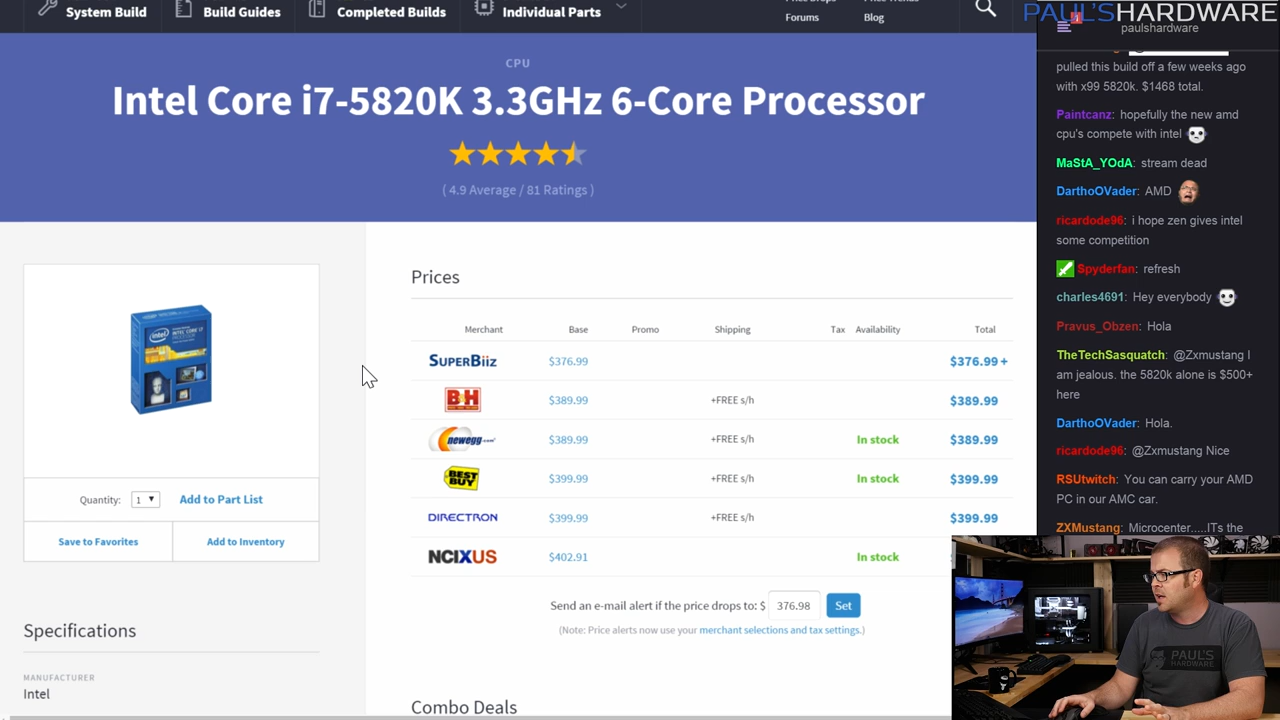 System Build
Build Guides
Completed Builds
Individual Parts
Forums
Blog
PAUL'SHARDWARE
1
paulshardware
CPU
Intel Core i7-5820K 3.3GHz 6-Core Processor
( 4.9 Average / 81 Ratings )
Quantity: 1
Add to Part List
Save to Favorites
Add to Inventory
Specifications
MANUFACTURER
Intel
Prices
Merchant Base Promo Shipping Tax Availability Total
SUPERBIIZ $376.99 $376.99 +
B&H $389.99 +FREE s/h $389.99
newegg.com $389.99 +FREE s/h In stock $389.99
BEST BUY $399.99 +FREE s/h In stock $399.99
DIRECTRON $399.99 +FREE s/h $399.99
NCIXUS $402.91 In stock
Send an e-mail alert if the price drops to: $ 376.98 Set
(Note: Price alerts now use your merchant selections and tax settings.)
Combo Deals
pulled this build off a few weeks ago
with x99 5820k. $1468 total.
Paintcanz: hopefully the new amd
cpu's compete with intel
MaStA_YOdA: stream dead
DarthoOVader: AMD
ricardode96: i hope zen gives intel
some competition
Spyderfan: refresh
charles4691: Hey everybody
Pravus_Obzen: Hola
TheTechSasquatch: @Zxmustang I
am jealous. the 5820k alone is $500+
here
DarthoOVader: Hola.
ricardode96: @Zxmustang Nice
RSUtwitch: You can carry your AMD
PC in our AMC car.
ZXMustang: Microcenter.....ITs the
PAUL'S
HARDWARE